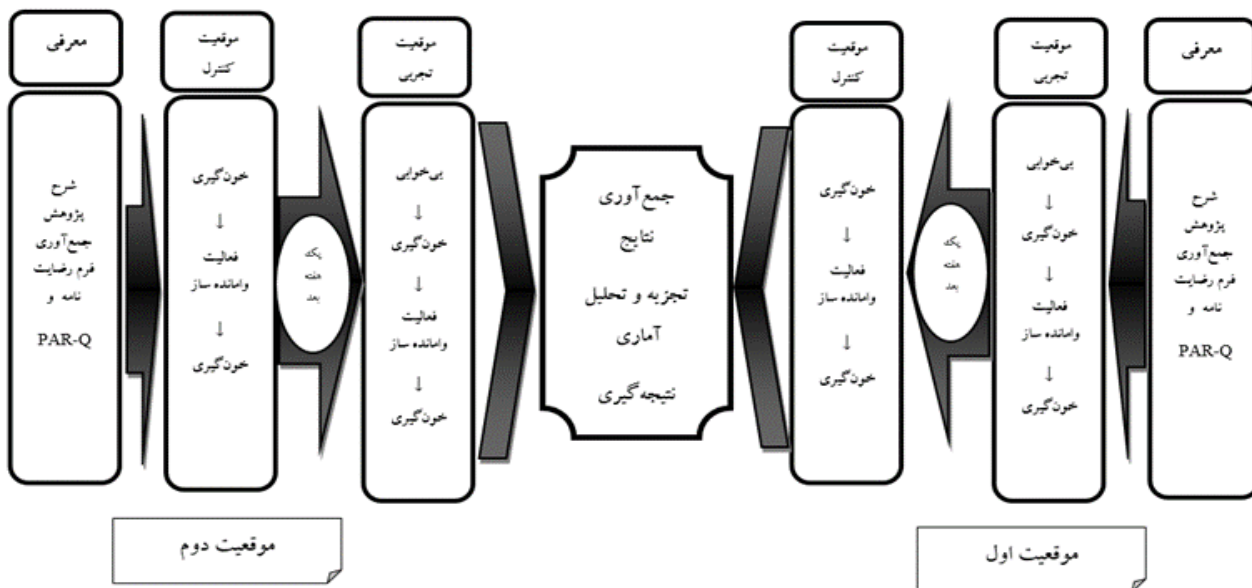 معرفی
شرح
پژوهش
جمع‌آوری
فرم رضایت
نامه و
PAR-Q
موقعیت
تجربی
بی‌خوابی
↓
خون‌گیری
↓
فعالیت
وامانده ساز
↓
خون‌گیری
یک
هفته
بعد
موقعیت
کنترل
خون‌گیری
↓
فعالیت
وامانده ساز
↓
خون‌گیری
موقعیت اول
جمع‌آوری
نتایج
تجزیه و تحلیل
آماری
نتیجه‌گیری
موقعیت
تجربی
بی‌خوابی
↓
خون‌گیری
↓
فعالیت
وامانده ساز
↓
خون‌گیری
یک
هفته
بعد
موقعیت
کنترل
خون‌گیری
↓
فعالیت
وامانده ساز
↓
خون‌گیری
معرفی
شرح
پژوهش
جمع‌آوری
فرم رضایت
نامه و
PAR-Q
موقعیت دوم